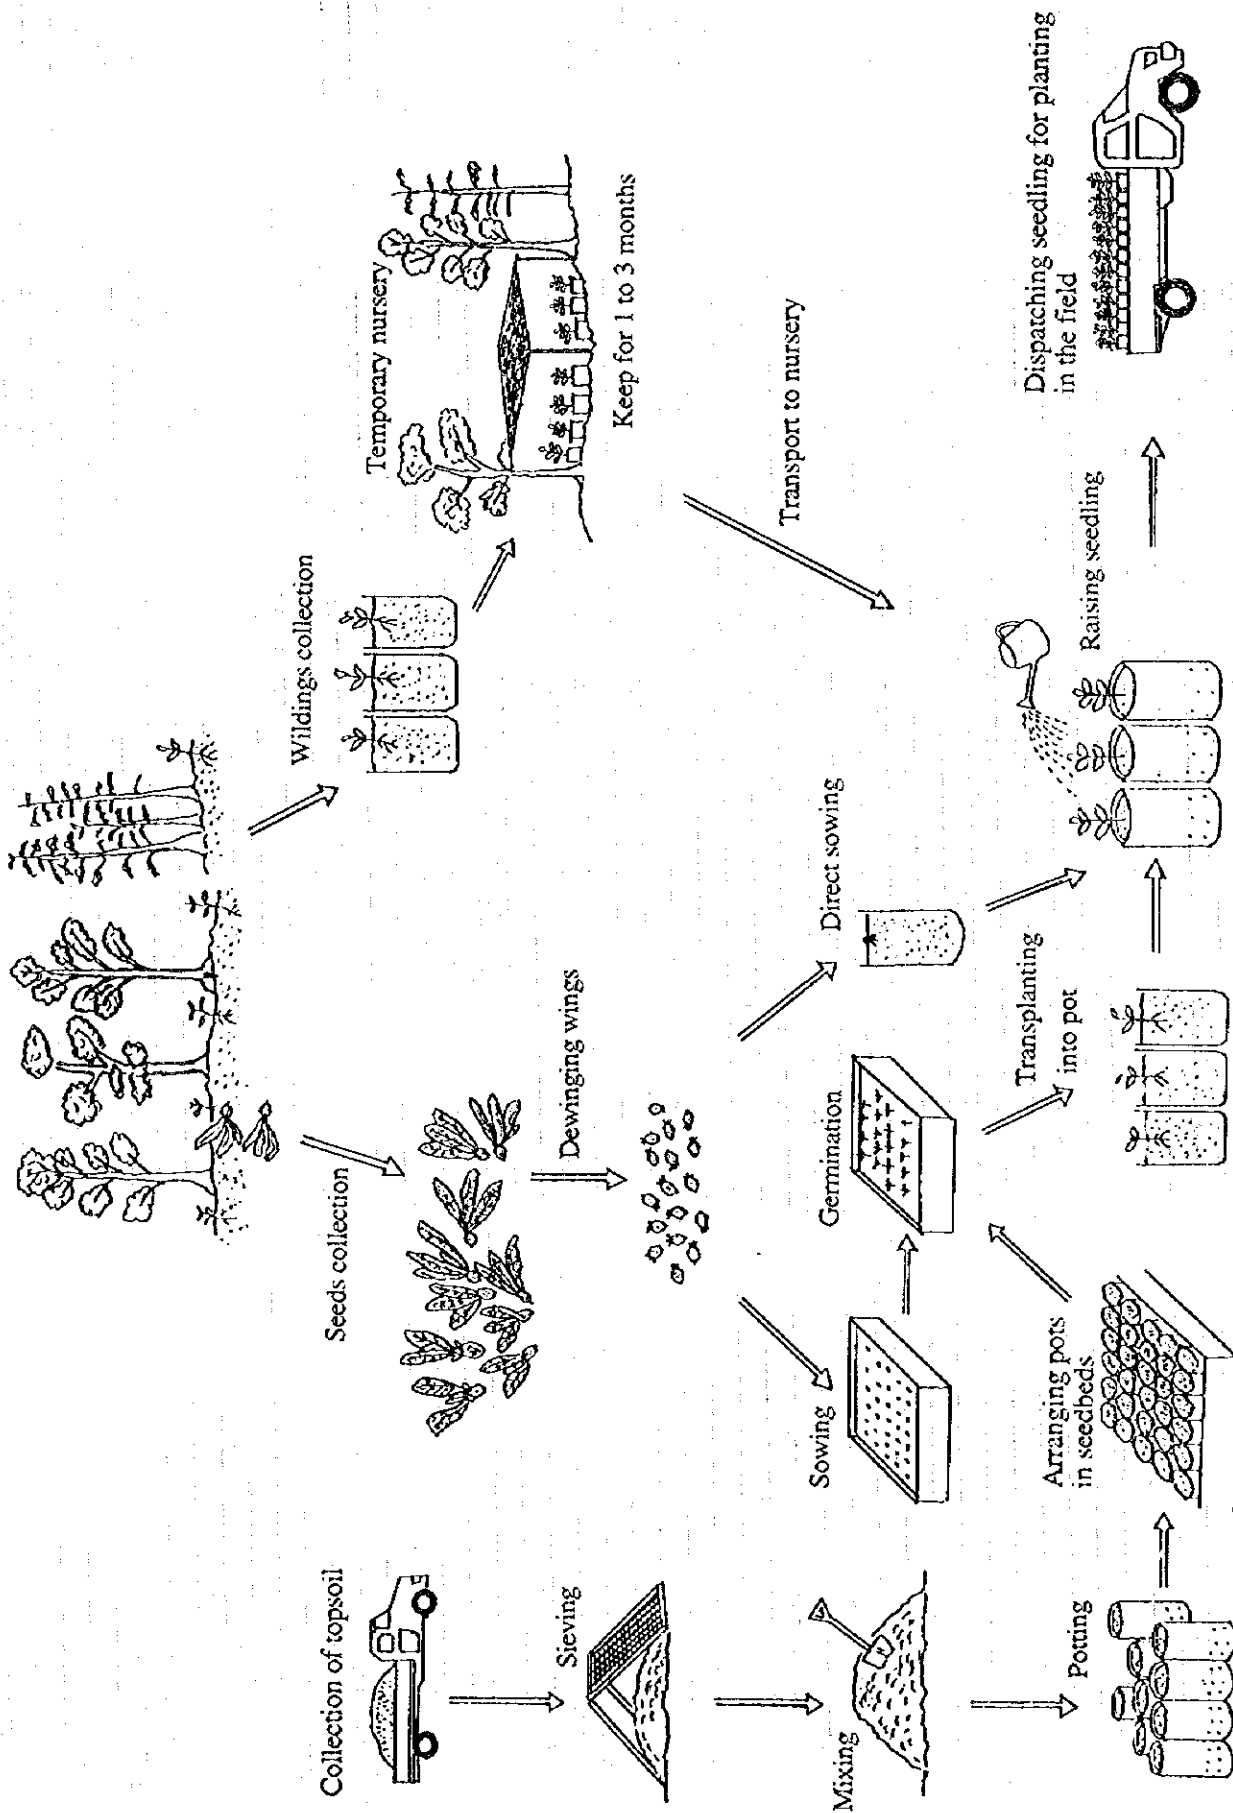 Collection of topsoil
Sieving
Mixing
Potting
Seeds collection
Dewinging wings
Sowing
Germination
Direct sowing
Arranging pots
in seedbeds
Transplanting
into pot
Wildings collection
Temporary nursery
Keep for 1 to 3 months
Transport to nursery
Raising seedling
Dispatching seedling for planting
in the field